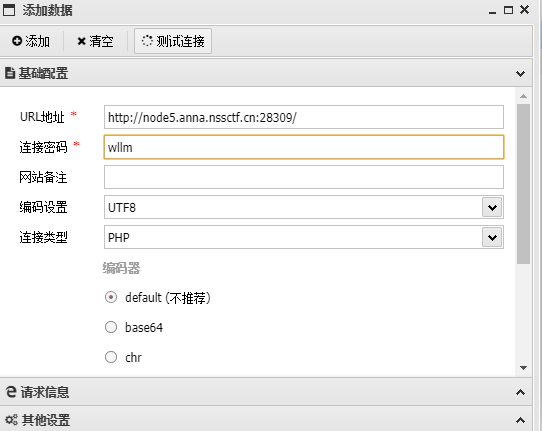 添加数据
添加 清空 测试连接
基础配置
URL地址 * http://node5.anna.nssctf.cn:28309/
连接密码 * wllm
网站备注
编码设置 UTF8
连接类型 PHP
编码器
default (不推荐)
base64
chr
请求信息
其他设置